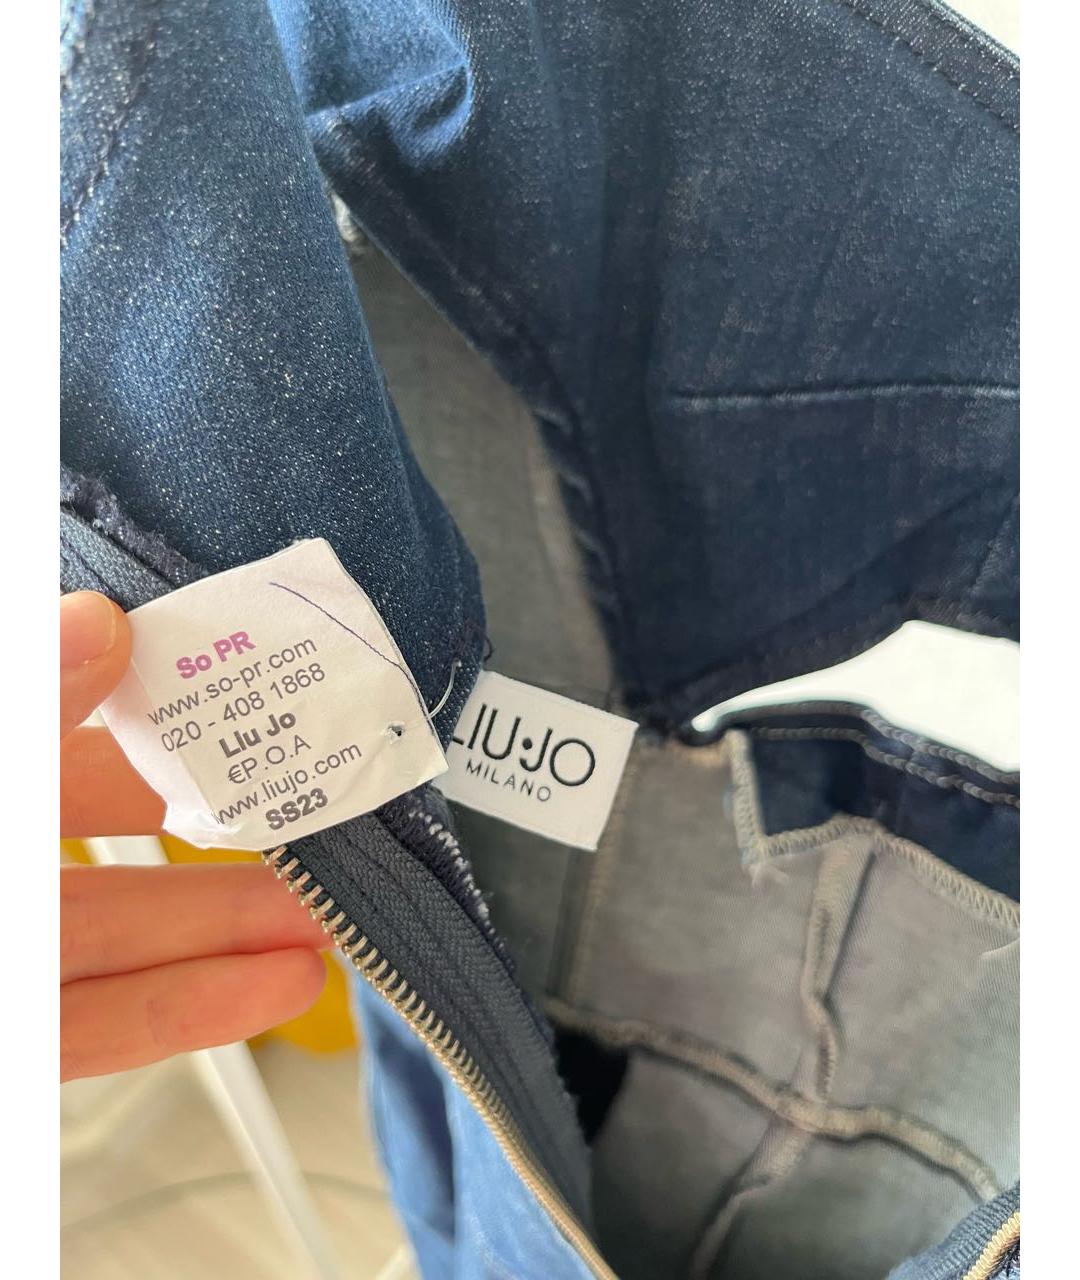 So PR
www.so-pr.com
020 - 408 1868
Liu Jo
€P.O.A
www.liujo.com
SS23
LIU·JO
MILANO